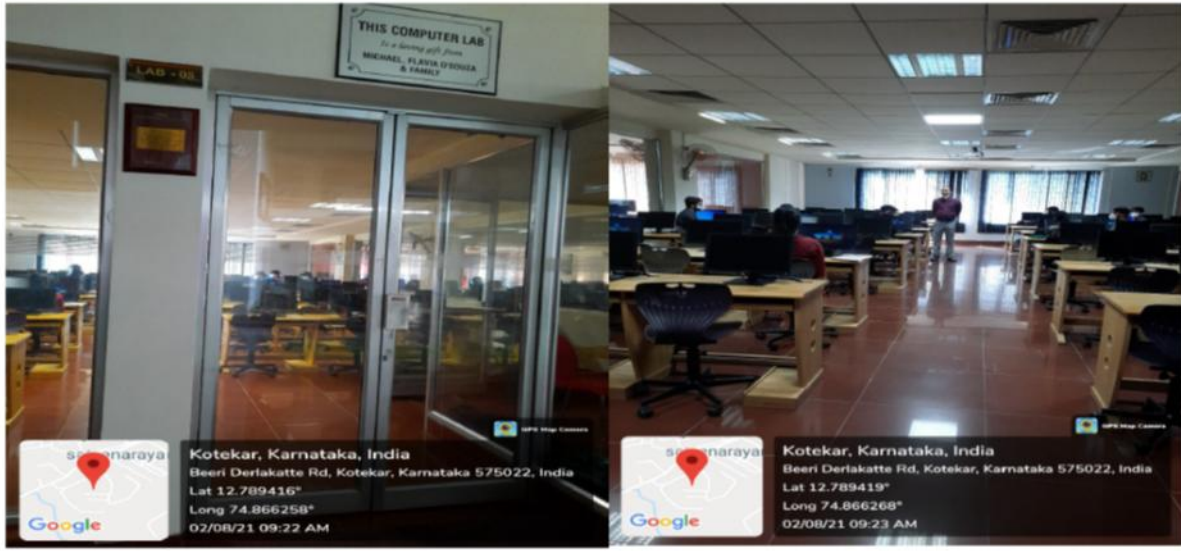 THIS COMPUTER LAB
Is a loving gift from
MICHAEL, FLAVIA D'SOUZA
& FAMILY
LAB - 03
GPS Map Camera
Kotekar, Karnataka, India
Beeri Derlakatte Rd, Kotekar, Karnataka 575022, India
Lat 12.789416°
Long 74.866258°
02/08/21 09:22 AM
Google
GPS Map Camera
Kotekar, Karnataka, India
Beeri Derlakatte Rd, Kotekar, Karnataka 575022, India
Lat 12.789419°
Long 74.866268°
02/08/21 09:23 AM
Google